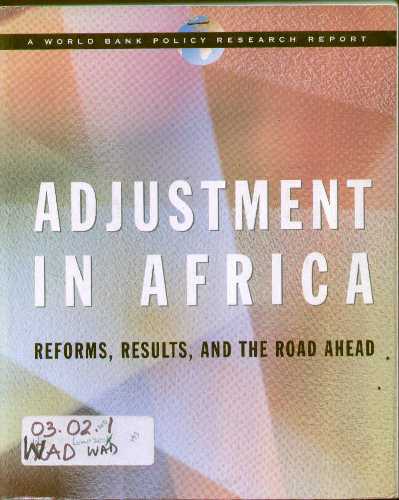 A WORLD BANK POLICY RESEARCH REPORT
ADJUSTMENT
IN AFRICA
REFORMS, RESULTS, AND THE ROAD AHEAD
03.02.1
WAD WAD